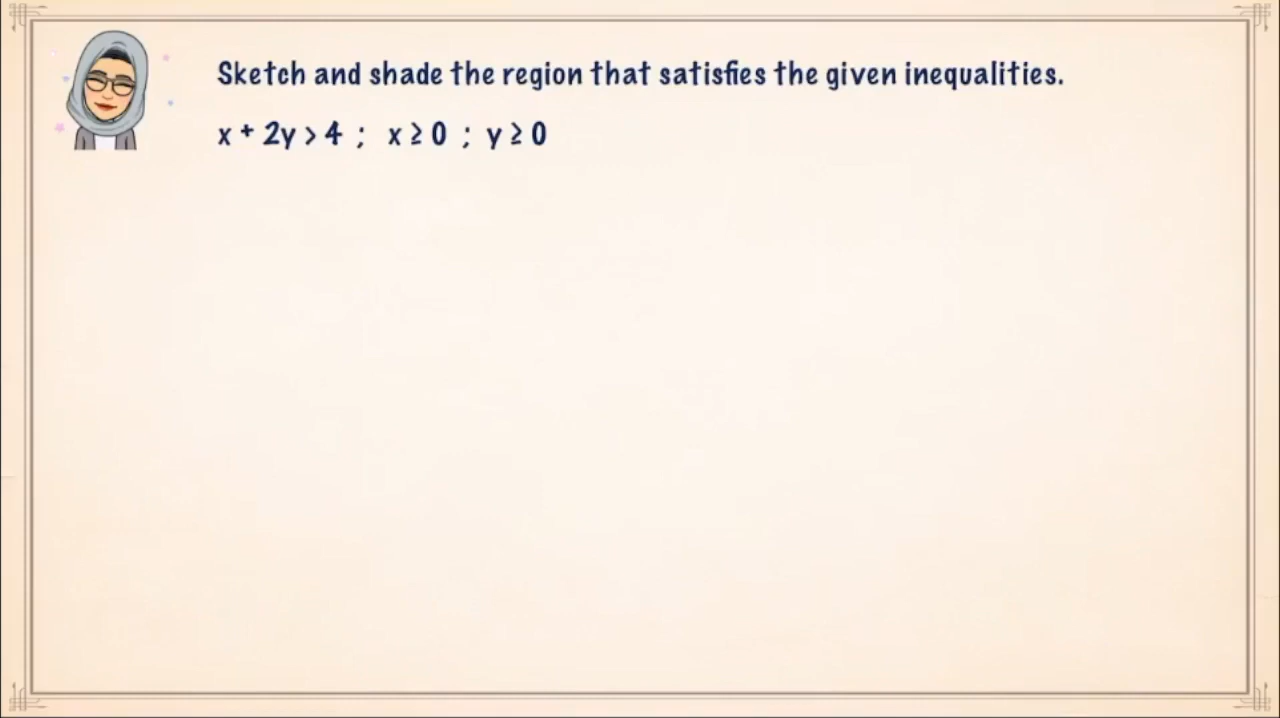 Sketch and shade the region that satisfies the given inequalities.
x + 2y > 4 ; x ≥ 0 ; y ≥ 0